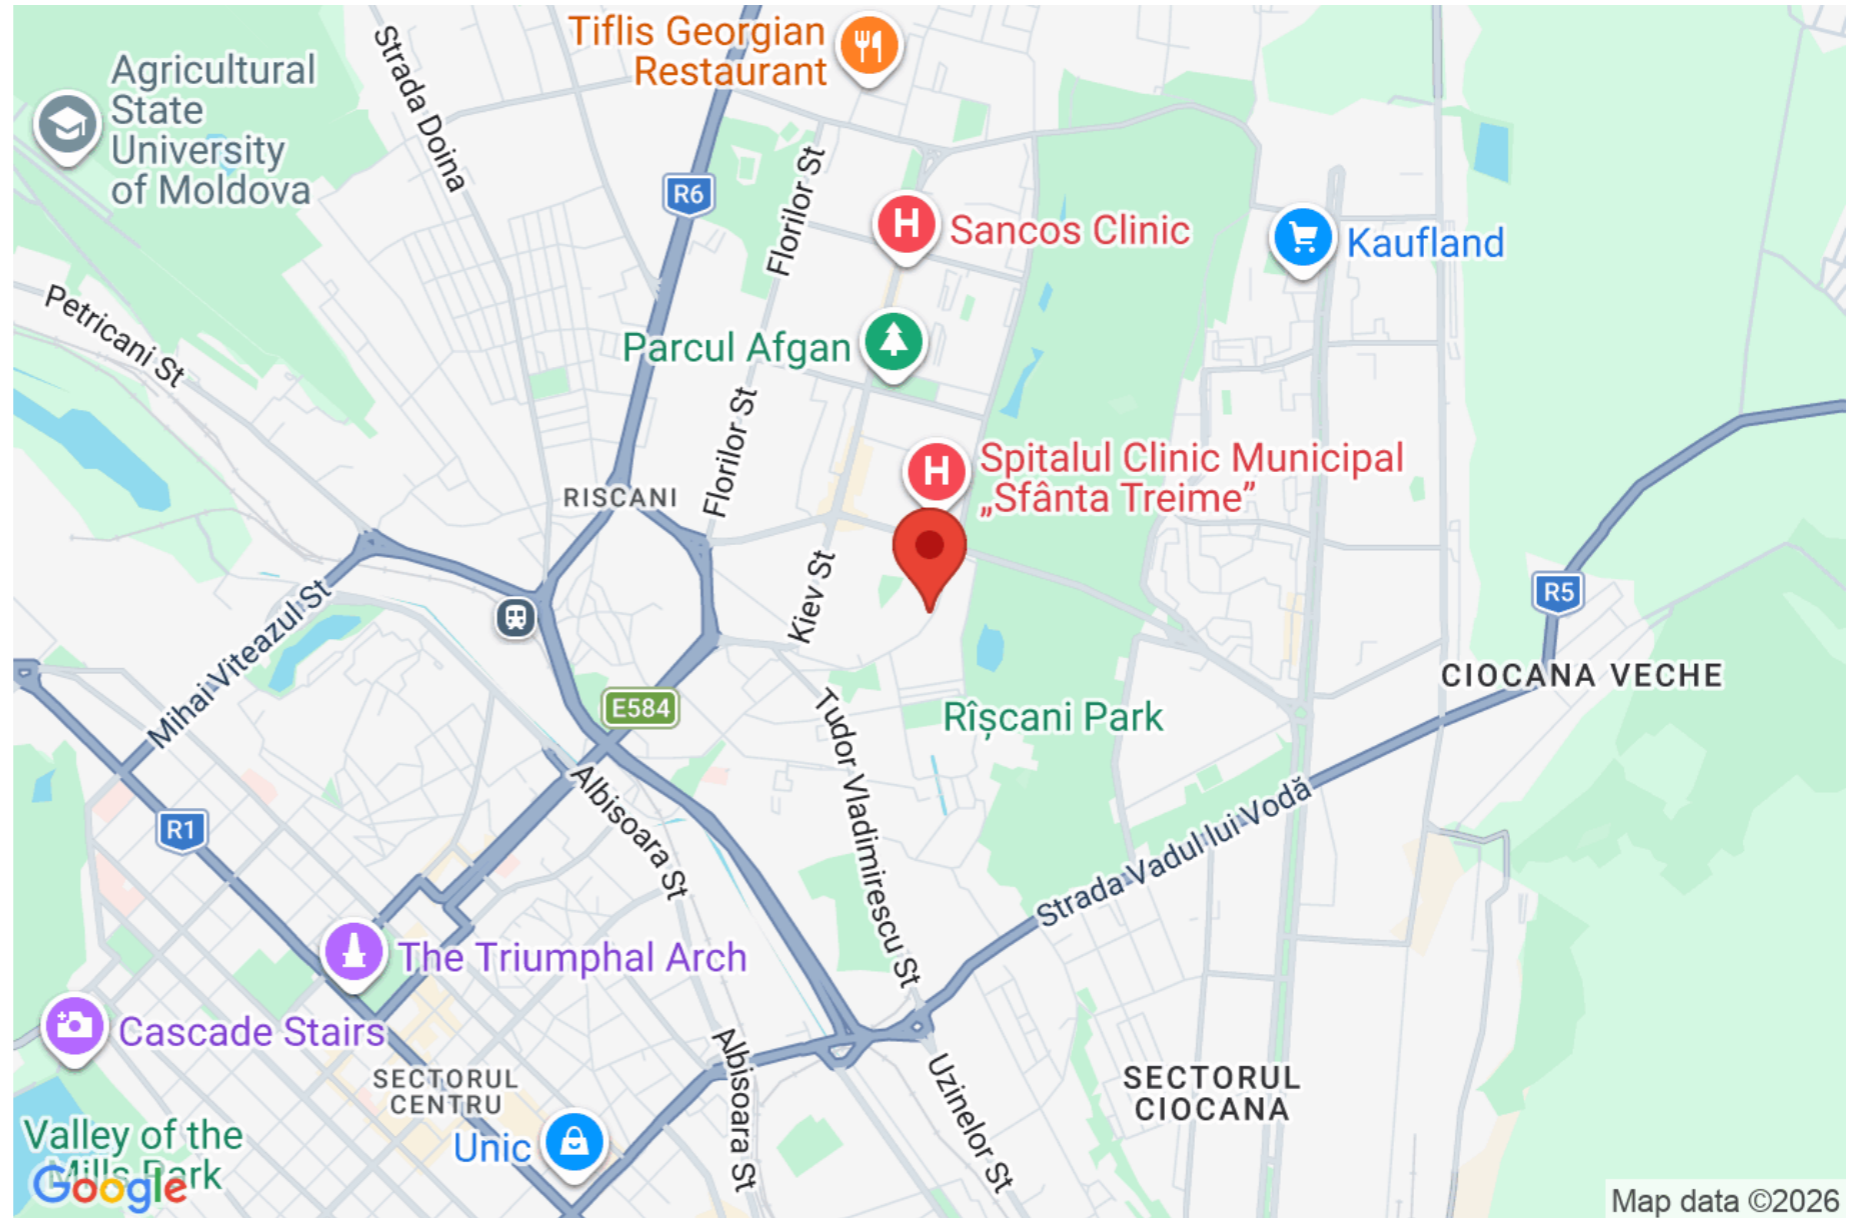 Tiflis Georgian
Restaurant
Agricultural
State
University
of Moldova
Strada Doina
R6
Florilor St
Sancos Clinic
Kaufland
Petricani St
Parcul Afgan
Florilor St
Spitalul Clinic Municipal
„Sfânta Treime”
RISCANI
Kiev St
Mihai Viteazul St
R5
CIOCANA VECHE
E584
Rîșcani Park
Tudor Vladimirescu St
Albisoara St
R1
Strada Vadul lui Vodă
The Triumphal Arch
Cascade Stairs
SECTORUL
CENTRU
Albisoara St
Uzinelor St
SECTORUL
CIOCANA
Unic
Valley of the
Mills Park
Google
Map data ©2026